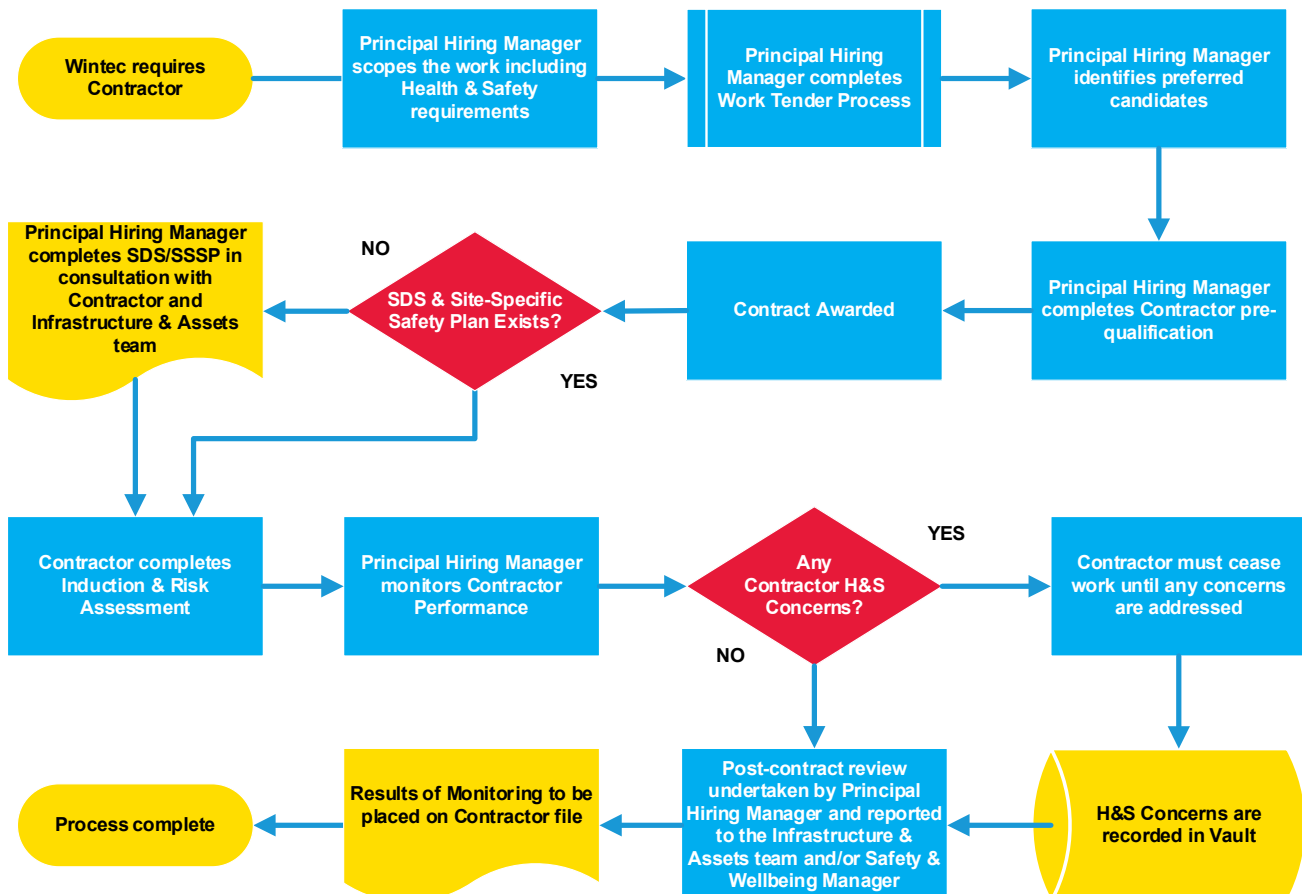 Wintec requires
Contractor
Principal Hiring Manager
scopes the work including
Health & Safety
requirements
Principal Hiring
Manager completes
Work Tender Process
Principal Hiring Manager
identifies preferred
candidates
Principal Hiring Manager
completes SDS/SSSP in
consultation with
Contractor and
Infrastructure & Assets
team
NO
SDS & Site-Specific
Safety Plan Exists?
YES
Contract Awarded
Principal Hiring Manager
completes Contractor pre-
qualification
Contractor completes
Induction & Risk
Assessment
Principal Hiring Manager
monitors Contractor
Performance
Any
Contractor H&S
Concerns?
YES
NO
Contractor must cease
work until any concerns
are addressed
Process complete
Results of Monitoring to be
placed on Contractor file
Post-contract review
undertaken by Principal
Hiring Manager and reported
to the Infrastructure &
Assets team and/or Safety &
Wellbeing Manager
H&S Concerns are
recorded in Vault